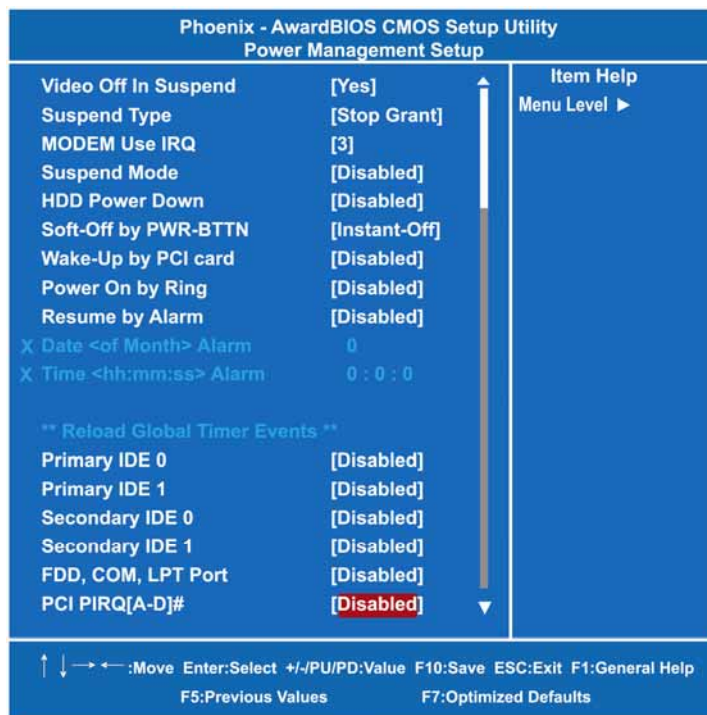 Phoenix - AwardBIOS CMOS Setup Utility
Power Management Setup
Video Off In Suspend [Yes]
Suspend Type [Stop Grant]
MODEM Use IRQ [3]
Suspend Mode [Disabled]
HDD Power Down [Disabled]
Soft-Off by PWR-BTTN [Instant-Off]
Wake-Up by PCI card [Disabled]
Power On by Ring [Disabled]
Resume by Alarm [Disabled]
X Date <of Month> Alarm 0
X Time <hh:mm:ss> Alarm 0 : 0 : 0
** Reload Global Timer Events **
Primary IDE 0 [Disabled]
Primary IDE 1 [Disabled]
Secondary IDE 0 [Disabled]
Secondary IDE 1 [Disabled]
FDD, COM, LPT Port [Disabled]
PCI PIRQ[A-D]# [Disabled]
Item Help
Menu Level ►
↑ ↓ → ← :Move Enter:Select +/-/PU/PD:Value F10:Save ESC:Exit F1:General Help
F5:Previous Values F7:Optimized Defaults